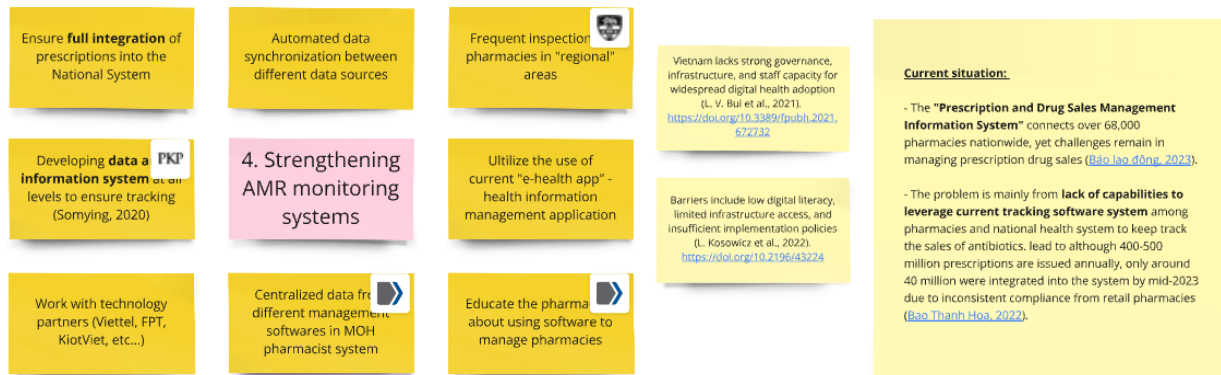 Ensure full integration of
prescriptions into the
National System
Automated data
synchronization between
different data sources
Frequent inspection
pharmacies in "regional"
areas
Developing data a
information system at all
levels to ensure tracking
(Somying, 2020)
PKP
4. Strengthening
AMR monitoring
systems
Ultilize the use of
current "e-health app" -
health information
management application
Work with technology
partners (Viettel, FPT,
KiotViet, etc...)
Centralized data from
different management
softwares in MOH
pharmacist system
Educate the pharma
about using software to
manage pharmacies
Vietnam lacks strong governance,
infrastructure, and staff capacity for
widespread digital health adoption
(L. V. Bui et al., 2021).
https://doi.org/10.3389/fpubh.2021.
672732
Barriers include low digital literacy,
limited infrastructure access, and
insufficient implementation policies
(L. Kosowicz et al., 2022).
https://doi.org/10.2196/43224
Current situation:
- The "Prescription and Drug Sales Management
Information System" connects over 68,000
pharmacies nationwide, yet challenges remain in
managing prescription drug sales (Báo lao động, 2023).
- The problem is mainly from lack of capabilities to
leverage current tracking software system among
pharmacies and national health system to keep track
the sales of antibiotics, lead to although 400-500
million prescriptions are issued annually, only around
40 million were integrated into the system by mid-2023
due to inconsistent compliance from retail pharmacies
(Bao Thanh Hoa, 2022).